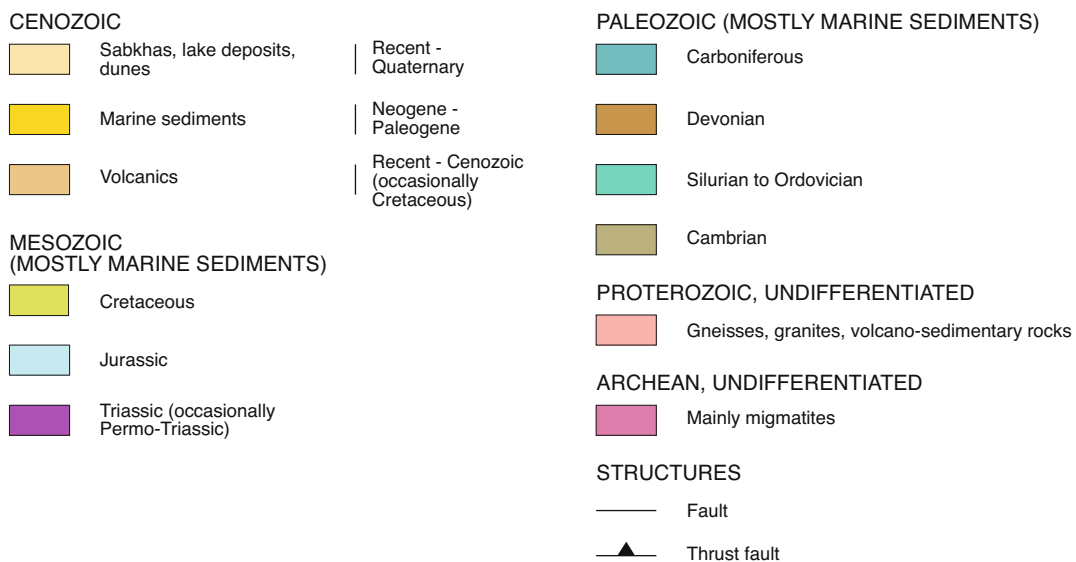 CENOZOIC
Sabkhas, lake deposits,
dunes
Recent -
Quaternary
Marine sediments
Neogene -
Paleogene
Volcanics
Recent - Cenozoic
(occasionally
Cretaceous)
MESOZOIC
(MOSTLY MARINE SEDIMENTS)
Cretaceous
Jurassic
Triassic (occasionally
Permo-Triassic)
PALEOZOIC (MOSTLY MARINE SEDIMENTS)
Carboniferous
Devonian
Silurian to Ordovician
Cambrian
PROTEROZOIC, UNDIFFERENTIATED
Gneisses, granites, volcano-sedimentary rocks
ARCHEAN, UNDIFFERENTIATED
Mainly migmatites
STRUCTURES
Fault
Thrust fault